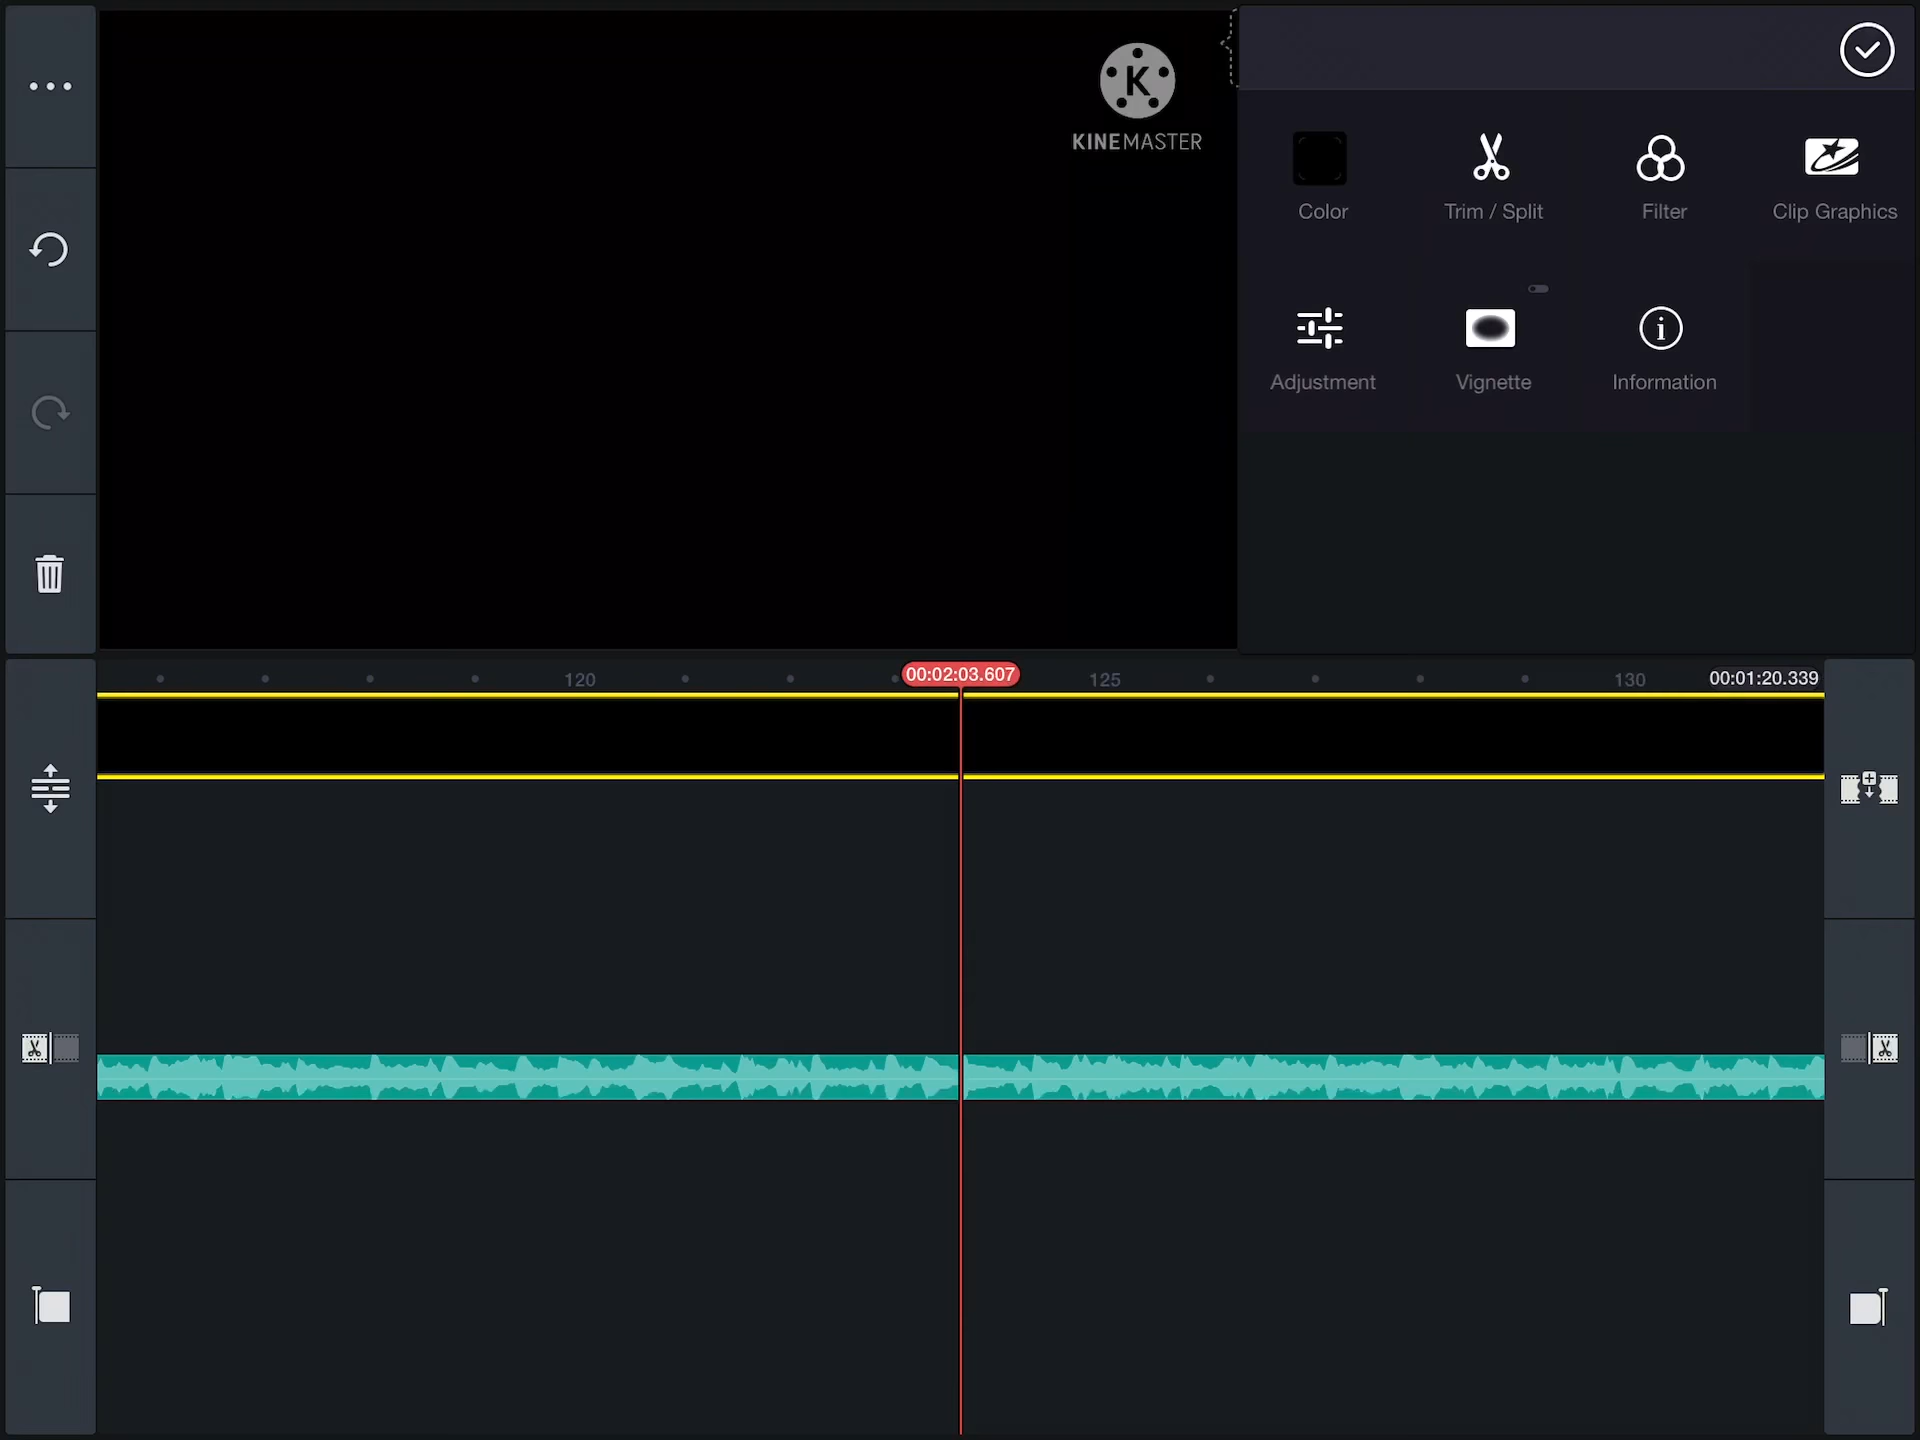 K
KINEMASTER
Color
Trim / Split
Filter
Clip Graphics
Adjustment
Vignette
Information
120
00:02:03.607
125
130
00:01:20.339